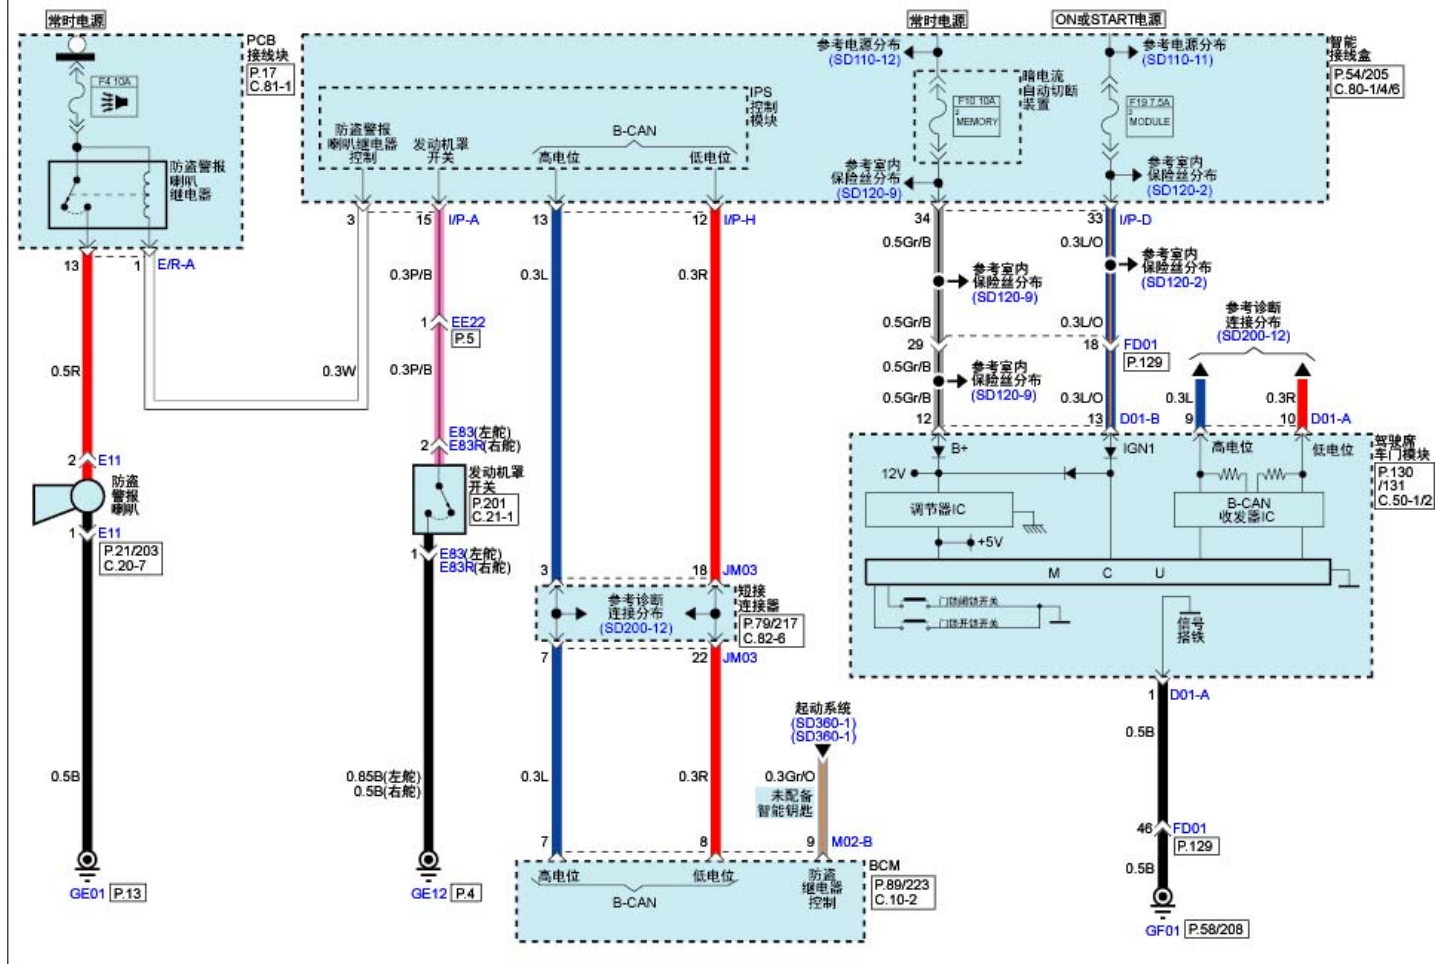 常时电源
常时电源
ON或START电源
PCB
接线块
P.17
C.81-1
F4 10A
防盗警报
喇叭
继电器
13
1
E/R-A
IPS
控制
模块
防盗警报
喇叭继电器
控制
发动机罩
开关
B-CAN
高电位
低电位
参考电源分布
(SD110-12)
参考电源分布
(SD110-11)
智能
接线盒
P.54/205
C.80-1/4/6
暗电流
自动切断
装置
F10 10A
2
MEMORY
F19 7.5A
2
MODULE
参考室内
保险丝分布
(SD120-9)
参考室内
保险丝分布
(SD120-2)
3
15
I/P-A
13
12
I/P-H
34
33
I/P-D
0.5R
0.3W
0.3P/B
1
EE22
P.5
0.3P/B
0.3L
0.3R
0.5Gr/B
0.3L/O
参考室内
保险丝分布
(SD120-9)
参考室内
保险丝分布
(SD120-2)
0.5Gr/B
0.3L/O
29
18
FD01
P.129
0.5Gr/B
参考室内
保险丝分布
(SD120-9)
0.5Gr/B
0.3L/O
参考诊断
连接分布
(SD200-12)
0.3L
0.3R
12
13
D01-B
9
10
D01-A
2
E11
防盗
警报
喇叭
1
E11
P.21/203
C.20-7
2
E83(左舵)
E83R(右舵)
发动机罩
开关
P.201
C.21-1
1
E83(左舵)
E83R(右舵)
B+
IGN1
高电位
低电位
驾驶席
车门模块
P.130
/131
C.50-1/2
12V
调节器IC
+5V
B-CAN
收发器IC
M C U
门锁闭锁开关
门锁开锁开关
信号
搭铁
3
18
JM03
参考诊断
连接分布
(SD200-12)
短接
连接器
P.79/217
C.82-6
7
22
JM03
1
D01-A
0.5B
起动系统
(SD360-1)
(SD360-1)
0.5B
0.85B(左舵)
0.5B(右舵)
0.3L
0.3R
0.3Gr/O
未配备
智能钥匙
7
8
9
M02-B
46
FD01
P.129
0.5B
GE01
P.13
GE12
P.4
高电位
低电位
B-CAN
防盗
继电器
控制
BCM
P.89/223
C.10-2
GF01
P.58/208